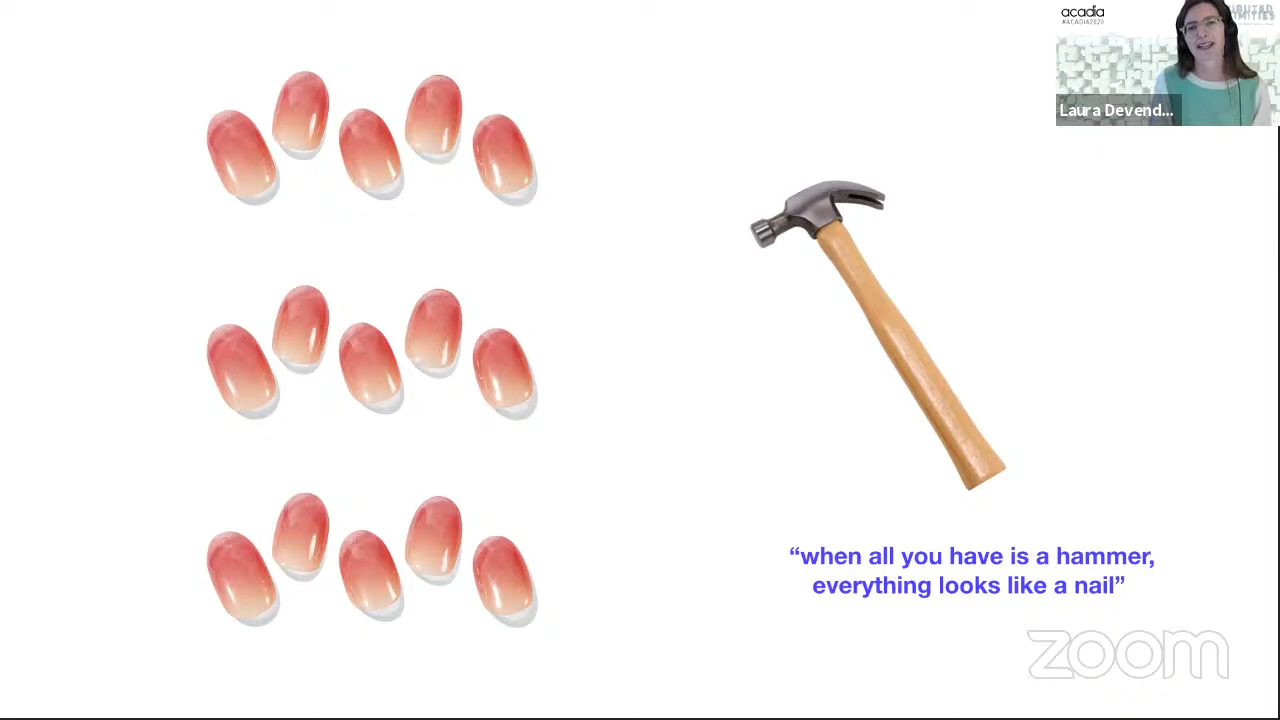 acadia
#ACADIA2020
Laura Devend...
“when all you have is a hammer,
everything looks like a nail”
zoom